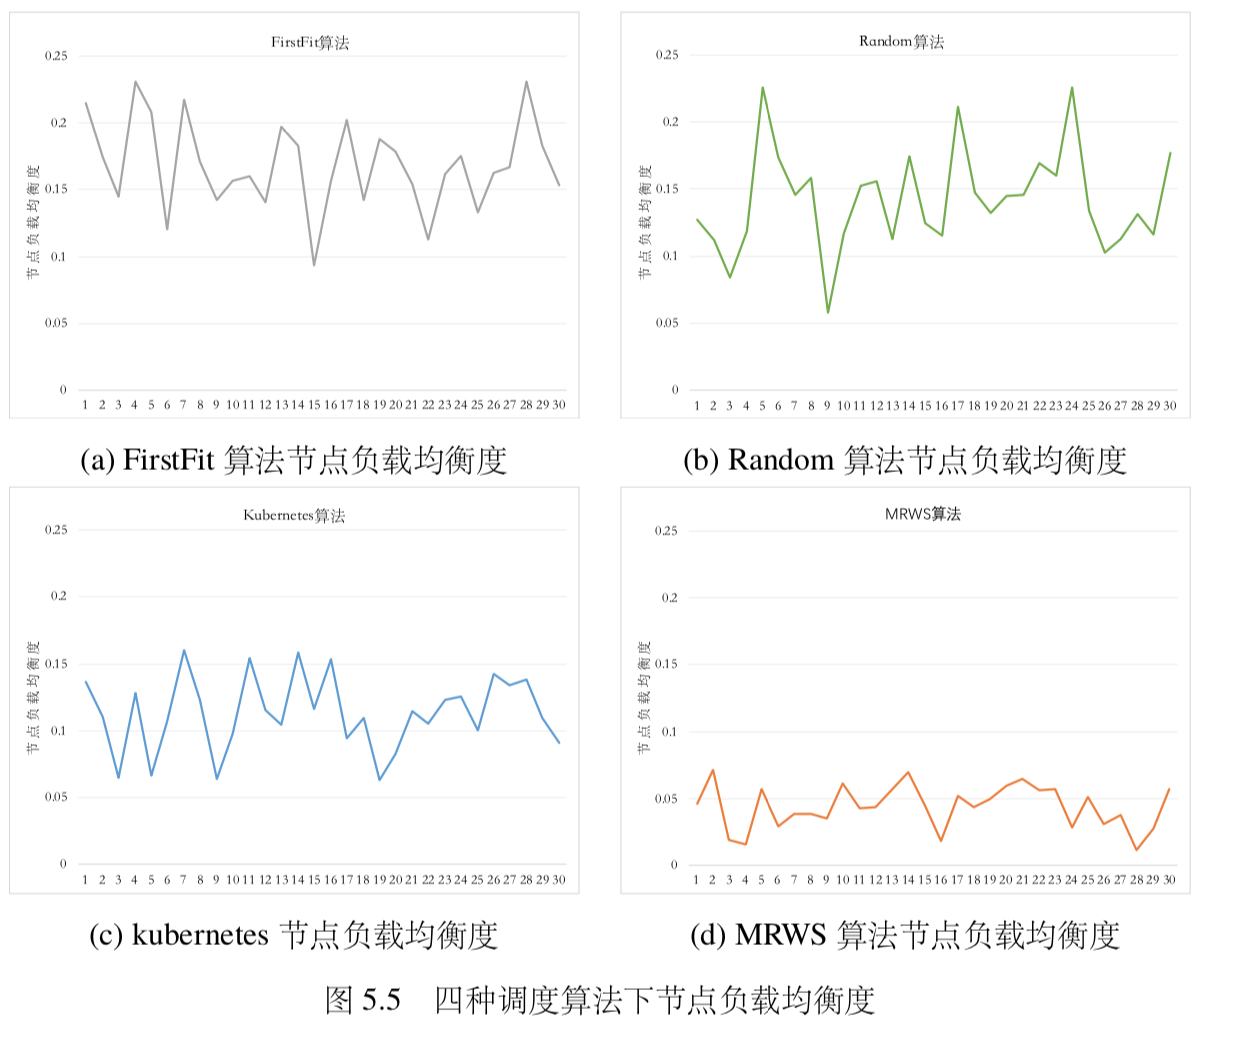 FirstFit算法
0.25
0.2
0.15
0.1
0.05
0
节点负载均衡度
1 2 3 4 5 6 7 8 9 10 11 12 13 14 15 16 17 18 19 20 21 22 23 24 25 26 27 28 29 30
(a) FirstFit 算法节点负载均衡度
Random算法
0.25
0.2
0.15
0.1
0.05
0
节点负载均衡度
1 2 3 4 5 6 7 8 9 10 11 12 13 14 15 16 17 18 19 20 21 22 23 24 25 26 27 28 29 30
(b) Random 算法节点负载均衡度
Kubernetes算法
0.25
0.2
0.15
0.1
0.05
0
节点负载均衡度
1 2 3 4 5 6 7 8 9 10 11 12 13 14 15 16 17 18 19 20 21 22 23 24 25 26 27 28 29 30
(c) kubernetes 节点负载均衡度
MRWS算法
0.25
0.2
0.15
0.1
0.05
0
节点负载均衡度
1 2 3 4 5 6 7 8 9 10 11 12 13 14 15 16 17 18 19 20 21 22 23 24 25 26 27 28 29 30
(d) MRWS 算法节点负载均衡度
图 5.5 四种调度算法下节点负载均衡度